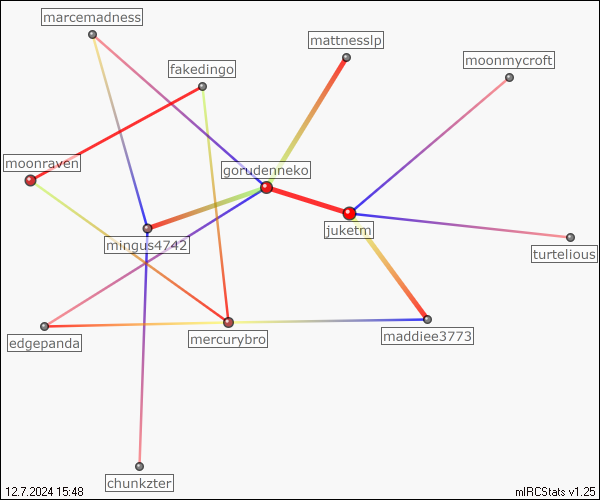 marcemadness
mattnesslp
moonmycroft
fakedingo
moonraven
gorudenneko
juketm
mingus4742
turtelious
edgepanda
mercurybro
maddiee3773
chunkzter
12.7.2024 15:48
mIRCStats v1.25